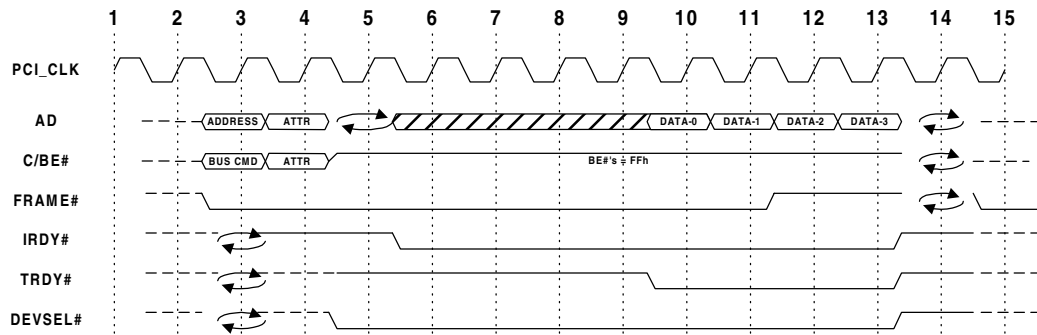 1 2 3 4 5 6 7 8 9 10 11 12 13 14 15
PCI_CLK
AD ADDRESS ATTR DATA-0 DATA-1 DATA-2 DATA-3
C/BE# BUS CMD ATTR BE#'s = FFh
FRAME#
IRDY#
TRDY#
DEVSEL#